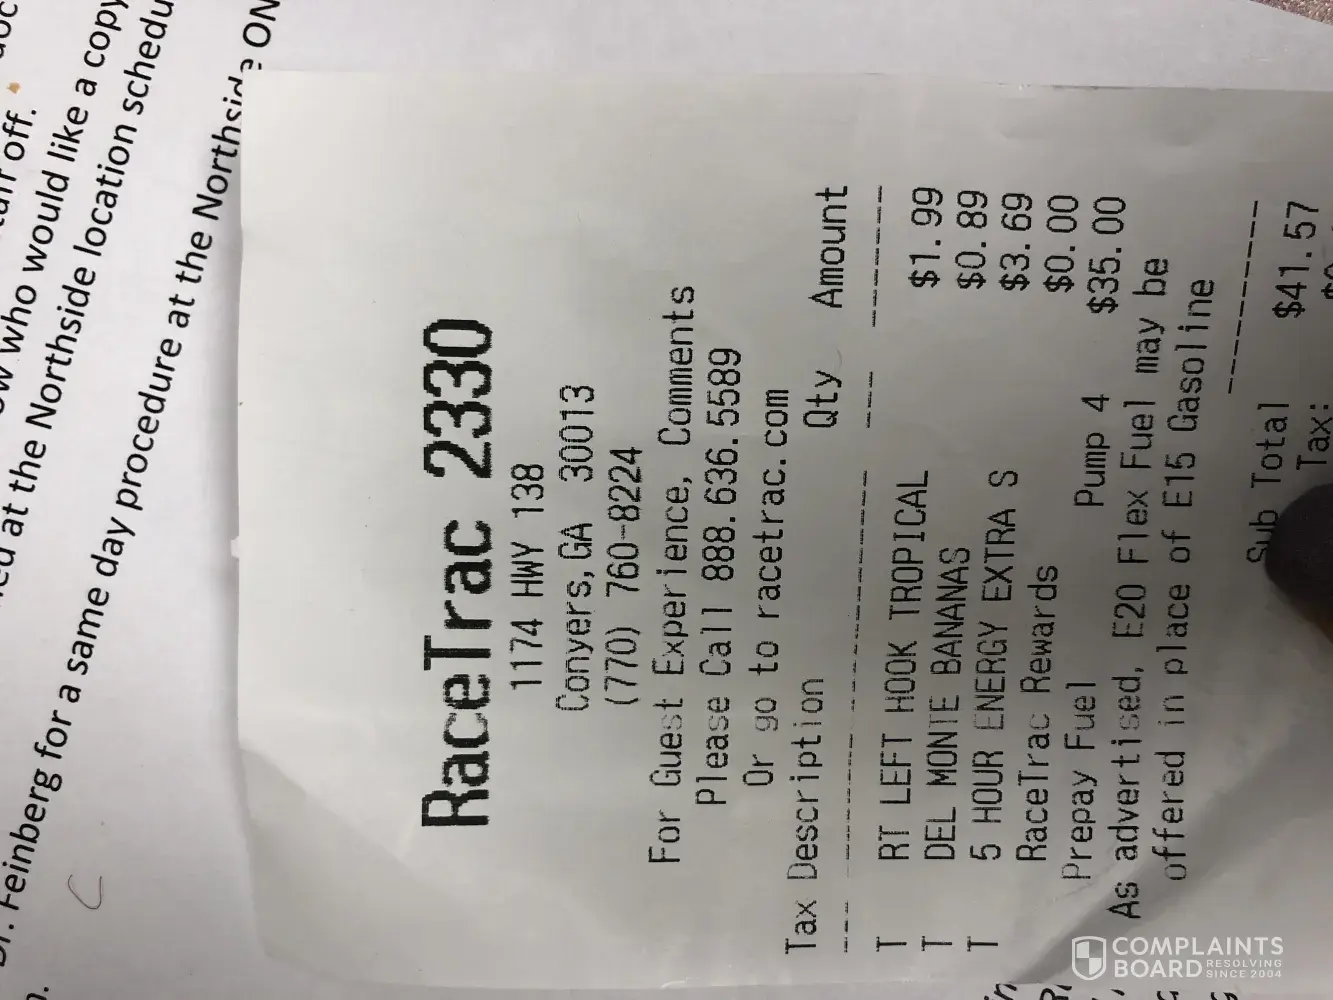 off.
who would like a copy
at the Northside location schedu
Feinberg for a same day procedure at the Northside ON
RaceTrac 2330
1174 HWY 138
Conyers, GA 30013
(770) 760-8224
For Guest Experience, Comments
Please Call 888.636.5589
Or go to racetrac.com
Tax Description Qty Amount
T RT LEFT HOOK TROPICAL $1.99
T DEL MONTE BANANAS $0.89
T 5 HOUR ENERGY EXTRA S $3.69
RaceTrac Rewards $0.00
Prepay Fuel Pump 4 $35.00
As advertised, E20 Flex Fuel may be
offered in place of E15 Gasoline
Sub Total $41.57
Tax:
COMPLAINTS
BOARD RESOLVING
SINCE 2004